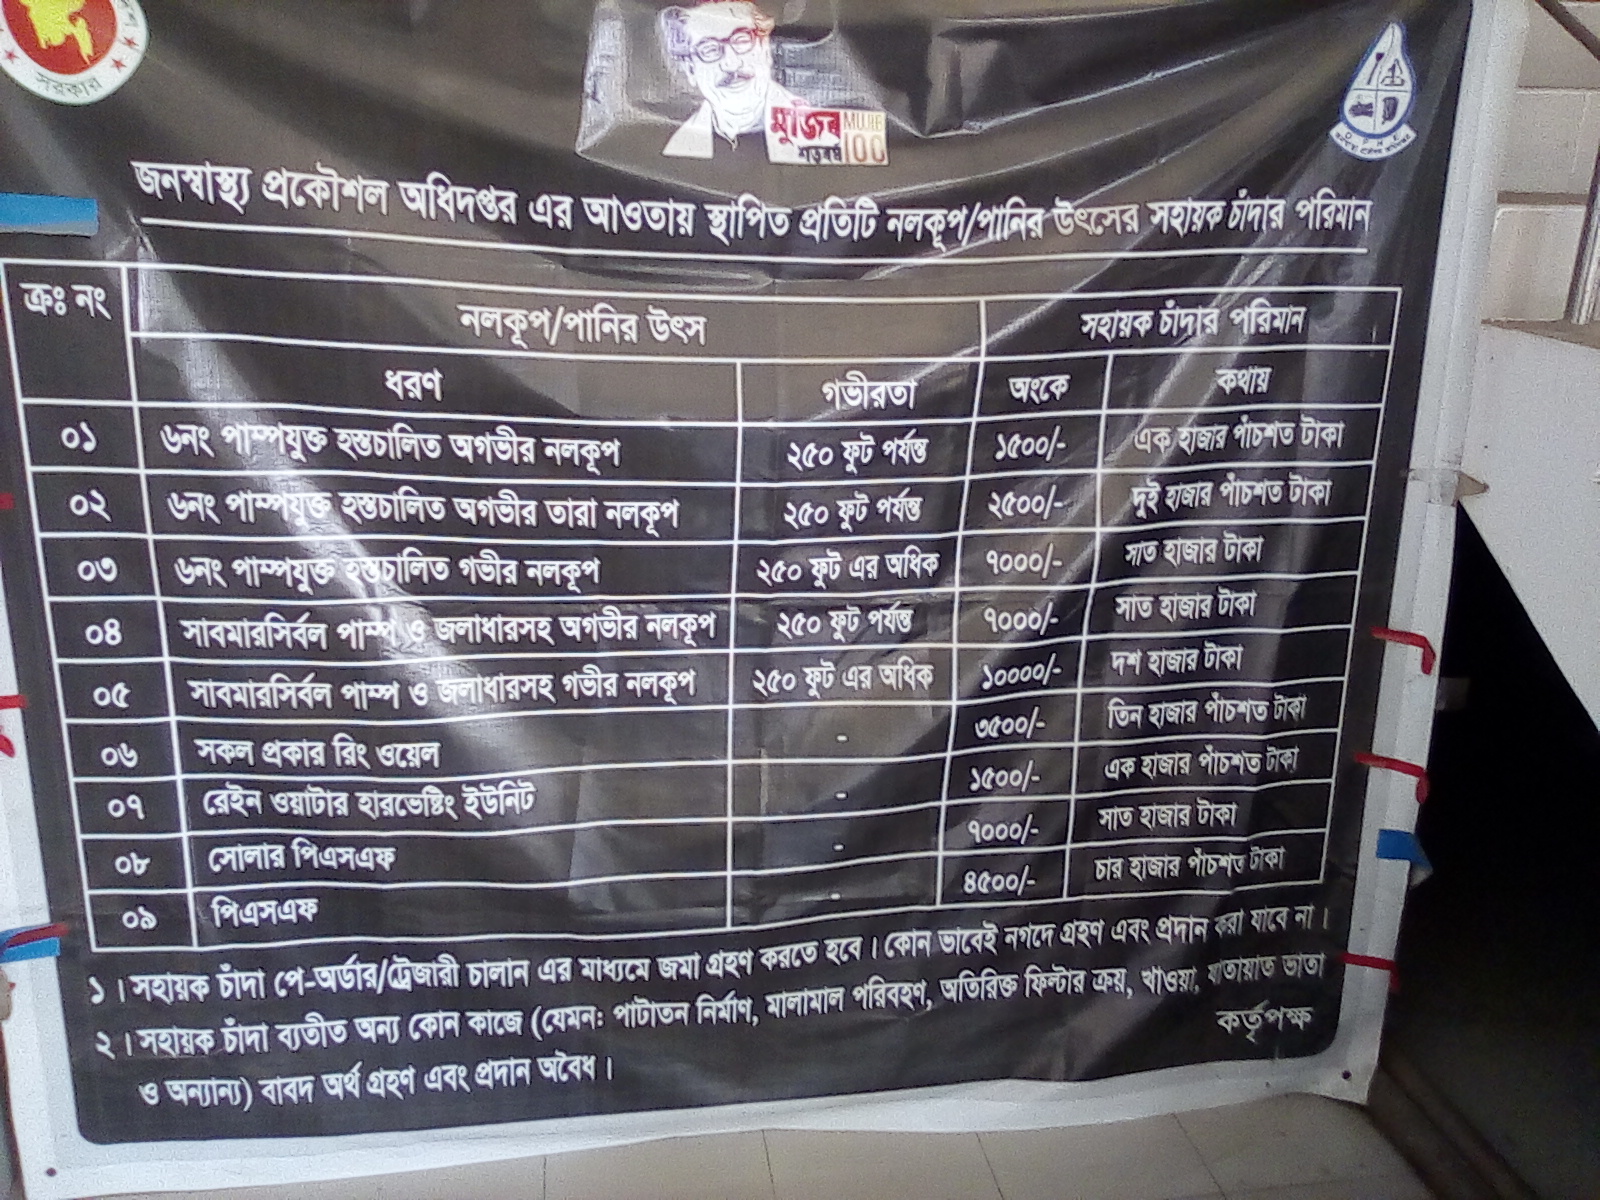 সরকার
মুজিব MUJIB
শতবর্ষ 100
জনস্বাস্থ্য প্রকৌশল অধিদপ্তর এর আওতায় স্থাপিত প্রতিটি নলকূপ/পানির উৎসের সহায়ক চাঁদার পরিমান
ক্রঃ নং নলকূপ/পানির উৎস সহায়ক চাঁদার পরিমান
ধরণ গভীরতা অংকে কথায়
০১ ৬নং পাম্পযুক্ত হস্তচালিত অগভীর নলকূপ ২৫০ ফুট পর্যন্ত ১৫০০/- এক হাজার পাঁচশত টাকা
০২ ৬নং পাম্পযুক্ত হস্তচালিত অগভীর তারা নলকূপ ২৫০ ফুট পর্যন্ত ২৫০০/- দুই হাজার পাঁচশত টাকা
০৩ ৬নং পাম্পযুক্ত হস্তচালিত গভীর নলকূপ ২৫০ ফুট এর অধিক ৭০০০/- সাত হাজার টাকা
০৪ সাবমারসির্বল পাম্প ও জলাধারসহ অগভীর নলকূপ ২৫০ ফুট পর্যন্ত ৭০০০/- সাত হাজার টাকা
০৫ সাবমারসির্বল পাম্প ও জলাধারসহ গভীর নলকূপ ২৫০ ফুট এর অধিক ১০০০০/- দশ হাজার টাকা
০৬ সকল প্রকার রিং ওয়েল - ৩৫০০/- তিন হাজার পাঁচশত টাকা
০৭ রেইন ওয়াটার হারভেষ্টিং ইউনিট - ১৫০০/- এক হাজার পাঁচশত টাকা
০৮ সোলার পিএসএফ - ৭০০০/- সাত হাজার টাকা
০৯ পিএসএফ - ৪৫০০/- চার হাজার পাঁচশত টাকা
১। সহায়ক চাঁদা পে-অর্ডার/ট্রেজারী চালান এর মাধ্যমে জমা গ্রহণ করতে হবে। কোন ভাবেই নগদে গ্রহণ এবং প্রদান করা যাবে না।
২। সহায়ক চাঁদা ব্যতীত অন্য কোন কাজে (যেমনঃ পাটাতন নির্মাণ, মালামাল পরিবহণ, অতিরিক্ত ফিল্টার ক্রয়, খাওয়া, যাতায়াত ভাতা
ও অন্যান্য) বাবদ অর্থ গ্রহণ এবং প্রদান অবৈধ।
কর্তৃপক্ষ